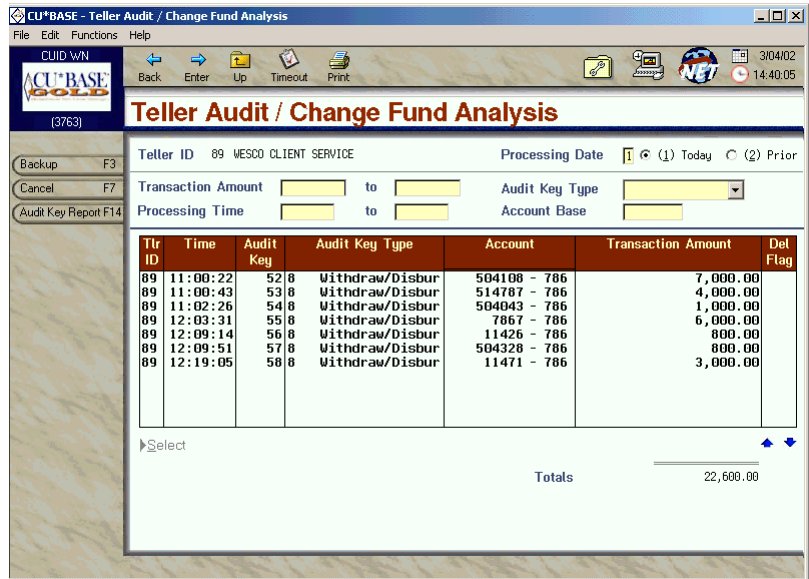 CU*BASE - Teller Audit / Change Fund Analysis
File Edit Functions Help
CUID WN
CU*BASE
GOLD
(3763)
Back Enter Up Timeout Print
NET
3/04/02
14:40:05
Teller Audit / Change Fund Analysis
Backup F3
Cancel F7
Audit Key Report F14
Teller ID 89 WESCO CLIENT SERVICE Processing Date 1 (1) Today (2) Prior
Transaction Amount to Audit Key Type
Processing Time to Account Base
Tlr ID Time Audit Key Audit Key Type Account Transaction Amount Del Flag
89 11:00:22 52 8 Withdraw/Disbur 504108 - 786 7,000.00
89 11:00:43 53 8 Withdraw/Disbur 514787 - 786 4,000.00
89 11:02:26 54 8 Withdraw/Disbur 504043 - 786 1,000.00
89 12:03:31 55 8 Withdraw/Disbur 7867 - 786 6,000.00
89 12:09:14 56 8 Withdraw/Disbur 11426 - 786 800.00
89 12:09:51 57 8 Withdraw/Disbur 504328 - 786 800.00
89 12:19:05 58 8 Withdraw/Disbur 11471 - 786 3,000.00
Select
Totals 22,600.00